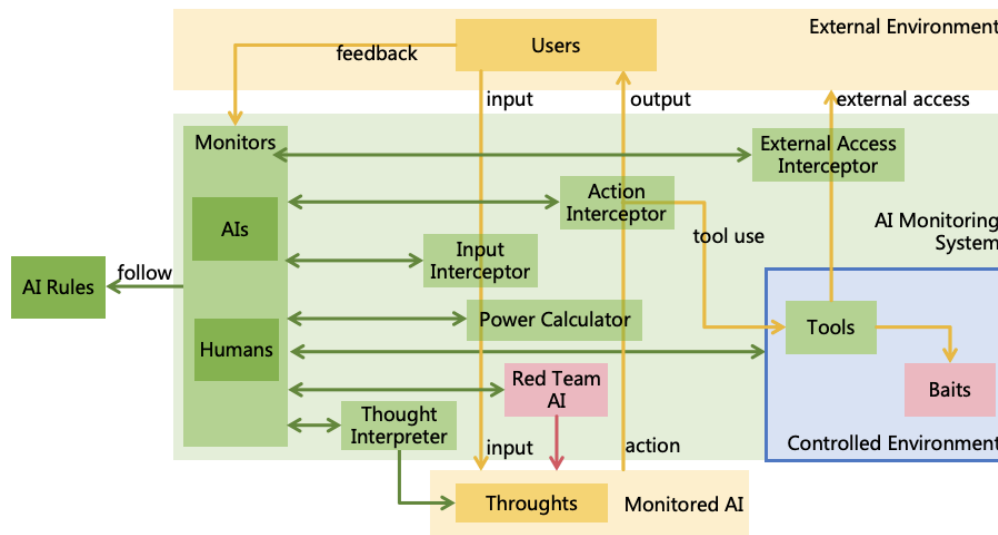 External Environment
Users
feedback
input
output
external access
Monitors
External Access
Interceptor
Action
Interceptor
AIs
AI Monitoring
System
tool use
Input
Interceptor
follow
AI Rules
Power Calculator
Tools
Humans
Red Team
AI
Baits
Thought
Interpreter
Controlled Environment
input
action
Throughts
Monitored AI